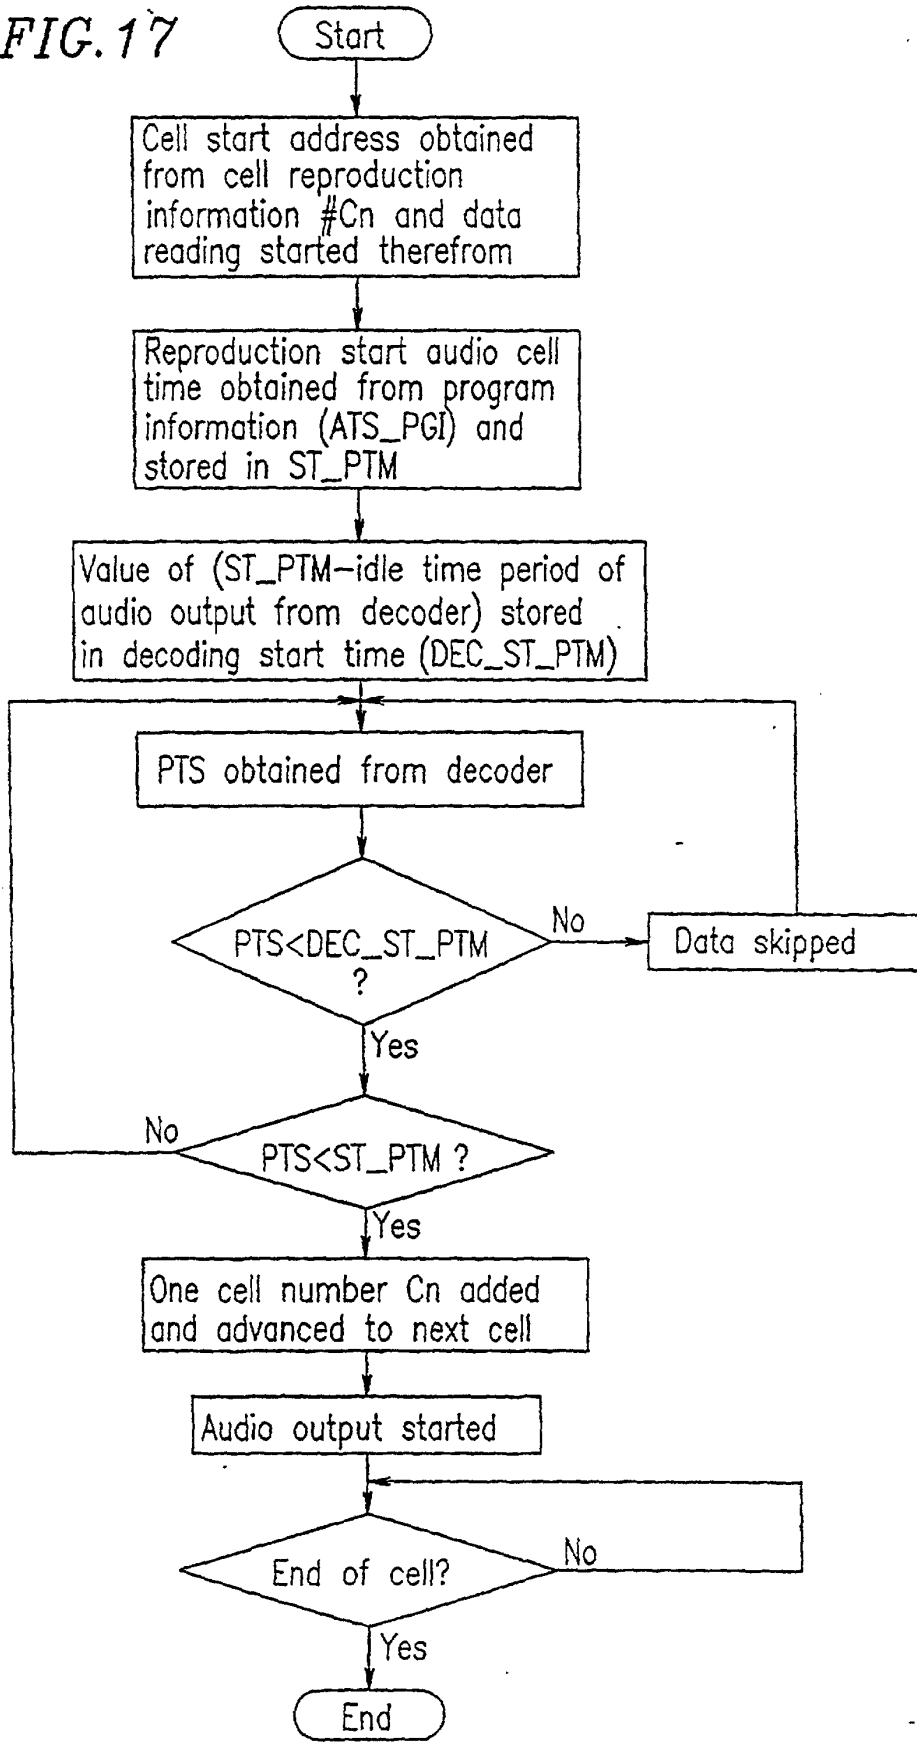 FIG.17
Start
Cell start address obtained
from cell reproduction
information #Cn and data
reading started therefrom
Reproduction start audio cell
time obtained from program
information (ATS_PGI) and
stored in ST_PTM
Value of (ST_PTM-idle time period of
audio output from decoder) stored
in decoding start time (DEC_ST_PTM)
PTS obtained from decoder
PTS<DEC_ST_PTM
?
No
Data skipped
Yes
No
PTS<ST_PTM ?
Yes
One cell number Cn added
and advanced to next cell
Audio output started
End of cell?
No
Yes
End